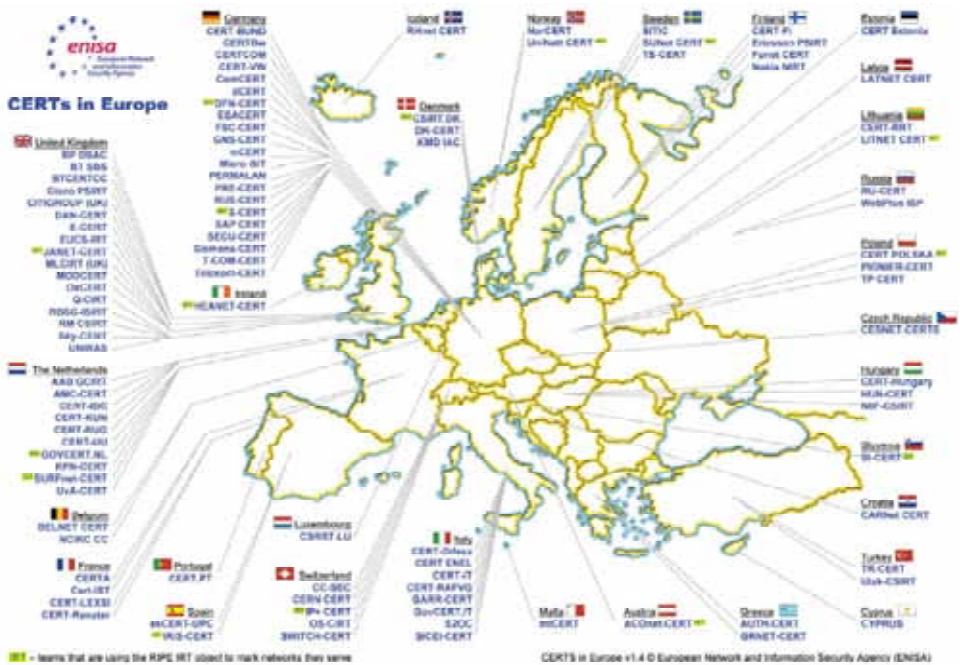 enisa
European Network
and Information
Security Agency
CERTs in Europe
United Kingdom
BP DSAC
BT SBS
BTCERTCC
Cisco PSIRT
CITIGROUP (UK)
DAN-CERT
E-CERT
EUCS-IRT
JANET-CERT
MLCIRT (UK)
MODCERT
OxCERT
Q-CIRT
RBSG-ISIRT
RM CSIRT
Sky-CERT
UNIRAS
The Netherlands
AAB GCIRT
AMC-CERT
CERT-IDC
CERT-KUN
CERT-RUG
CERT-UU
GOVCERT.NL
KPN-CERT
SURFnet-CERT
UvA-CERT
Belgium
BELNET CERT
NCIRC CC
France
CERTA
Cert-IST
CERT-LEXSI
CERT-Renater
Germany
CERT-BUND
CERTBw
CERTCOM
CERT-VW
ComCERT
dCERT
DFN-CERT
ESACERT
FSC-CERT
GNS-CERT
mCERT
Micro-BIT
PERMALAN
PRE-CERT
RUS-CERT
S-CERT
SAP CERT
SECU-CERT
Siemens-CERT
T-COM-CERT
Telekom-CERT
Ireland
HEANET-CERT
Portugal
CERT.PT
Spain
esCERT-UPC
IRIS-CERT
Luxembourg
CSRRT-LU
Switzerland
CC-SEC
CERN CERT
IP+ CERT
OS-CIRT
SWITCH-CERT
Iceland
RHnet CERT
Denmark
CSIRT.DK
DK-CERT
KMD IAC
Norway
NorCERT
UniNett CERT
Sweden
SITIC
SUNet CERT
TS-CERT
Finland
CERT-FI
Ericsson PSIRT
Funet CERT
Nokia NIRT
Estonia
CERT Estonia
Latvia
LATNET CERT
Lithuania
CERT-RRT
LITNET CERT
Russia
RU-CERT
WebPlus ISP
Poland
CERT POLSKA
PIONIER-CERT
TP CERT
Czech Republic
CESNET CERTS
Hungary
CERT-Hungary
HUN-CERT
NIIF-CSIRT
Slovenia
SI-CERT
Croatia
CARNet CERT
Turkey
TR-CERT
Ulak-CSIRT
Cyprus
CYPRUS
Italy
CERT-Difesa
CERT ENEL
CERT-IT
CERT-RAFVG
GARR-CERT
GovCERT.IT
S2OC
SICEI-CERT
Malta
mtCERT
Austria
ACOnet-CERT
Greece
AUTH-CERT
GRNET-CERT
IRT – teams that are using the RIPE IRT object to mark networks they serve
CERTS in Europe v1.4 © European Network and Information Security Agency (ENISA)